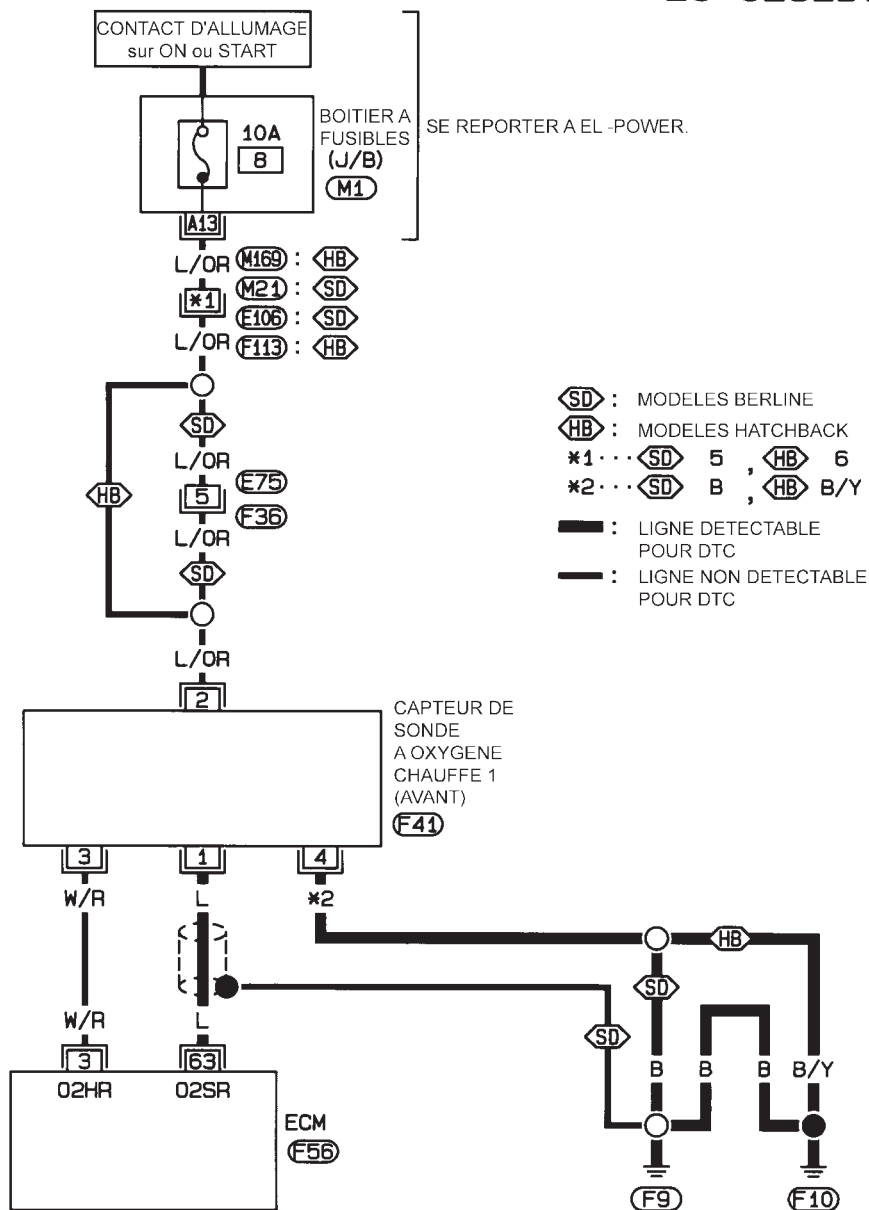 CONTACT D'ALLUMAGE
sur ON ou START
10A
8
BOITIER A
FUSIBLES
(J/B)
M1
SE REPORTER A EL -POWER.
A13
L/OR
M169 : HB
*1
M21 : SD
E106 : SD
L/OR
F113 : HB
SD
L/OR
HB
5
E75
F36
L/OR
SD
L/OR
SD : MODELES BERLINE
HB : MODELES HATCHBACK
*1 ··· SD 5 , HB 6
*2 ··· SD B , HB B/Y
: LIGNE DETECTABLE
POUR DTC
: LIGNE NON DETECTABLE
POUR DTC
2
CAPTEUR DE
SONDE
A OXYGENE
CHAUFFE 1
(AVANT)
F41
3 1 4
W/R L *2
HB
SD
SD
W/R L
B B B B/Y
3 63
O2HR O2SR
ECM
F56
F9 F10